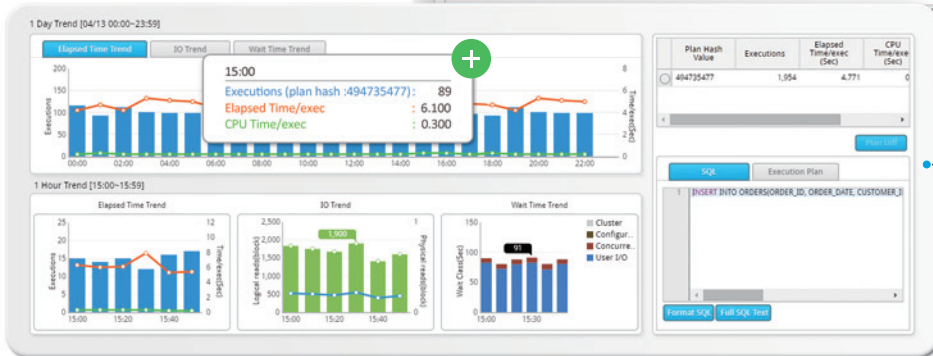 1 Day Trend [04/13 00:00~23:59]
Elapsed Time Trend
IO Trend
Wait Time Trend
200
150
100
50
0
Executions
8
6
4
2
0
Time/exec(Sec)
00:00
02:00
04:00
06:00
08:00
10:00
12:00
14:00
16:00
18:00
20:00
22:00
15:00
Executions (plan hash :494735477) : 89
Elapsed Time/exec : 6.100
CPU Time/exec : 0.300
1 Hour Trend [15:00~15:59]
Elapsed Time Trend
25
20
15
10
5
0
Executions
12
10
8
6
4
2
0
Time/exec(Sec)
15:00
15:20
15:40
IO Trend
2,500
2,000
1,500
1,000
500
0
Logical reads(block)
1,900
1
0
Physical reads(block)
15:00
15:20
15:40
Wait Time Trend
150
100
50
0
Wait Class(Sec)
91
15:00
15:30
Cluster
Configur..
Concurre..
User I/O
Plan Hash
Value
Executions
Elapsed
Time/exec
(Sec)
CPU
Time/exe
(Sec)
494735477
1,954
4.771
0
Plan Diff
SQL
Execution Plan
1
INSERT INTO ORDERS(ORDER_ID, ORDER_DATE, CUSTOMER_I
Format SQL
Full SQL Text